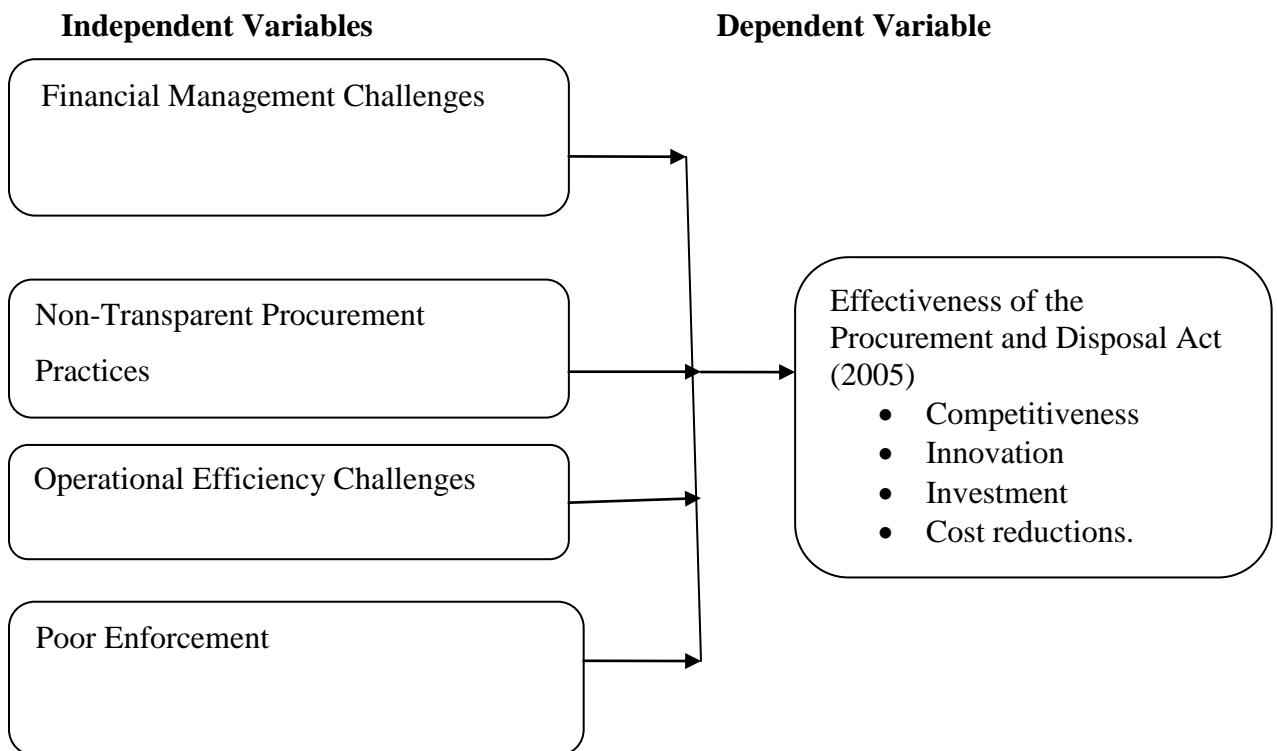 Independent Variables
Dependent Variable
Financial Management Challenges
Non-Transparent Procurement
Practices
Operational Efficiency Challenges
Poor Enforcement
Effectiveness of the
Procurement and Disposal Act
(2005)
• Competitiveness
• Innovation
• Investment
• Cost reductions.